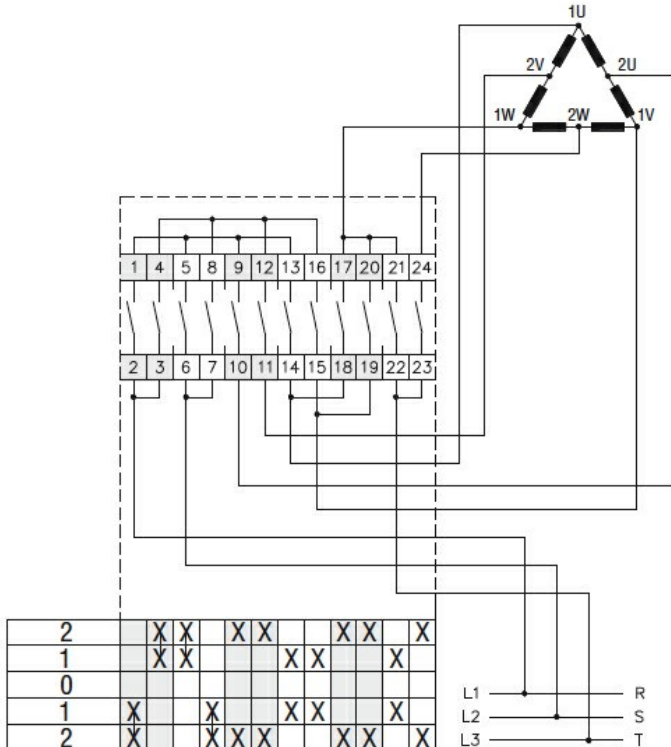 1U
2V 2U
1W 2W 1V
1 4 5 8 9 12 13 16 17 20 21 24
2 3 6 7 10 11 14 15 18 19 22 23
2 X X X X X X X
1 X X X X X
0
1 X X X X X
2 X X X X X X X
L1 R
L2 S
L3 T